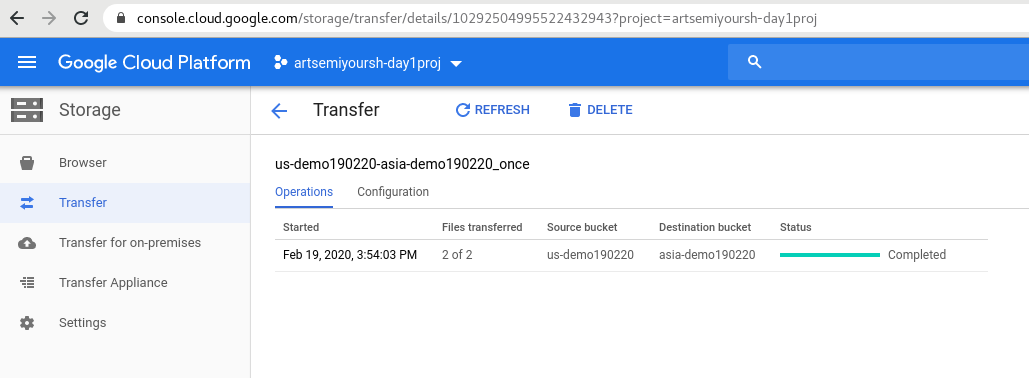 console.cloud.google.com/storage/transfer/details/10292504995522432943?project=artsemiyoursh-day1proj
Google Cloud Platform artsemiyoursh-day1proj
Storage
Transfer REFRESH DELETE
Browser
Transfer
Transfer for on-premises
Transfer Appliance
Settings
us-demo190220-asia-demo190220_once
Operations Configuration
Started Files transferred Source bucket Destination bucket Status
Feb 19, 2020, 3:54:03 PM 2 of 2 us-demo190220 asia-demo190220 Completed